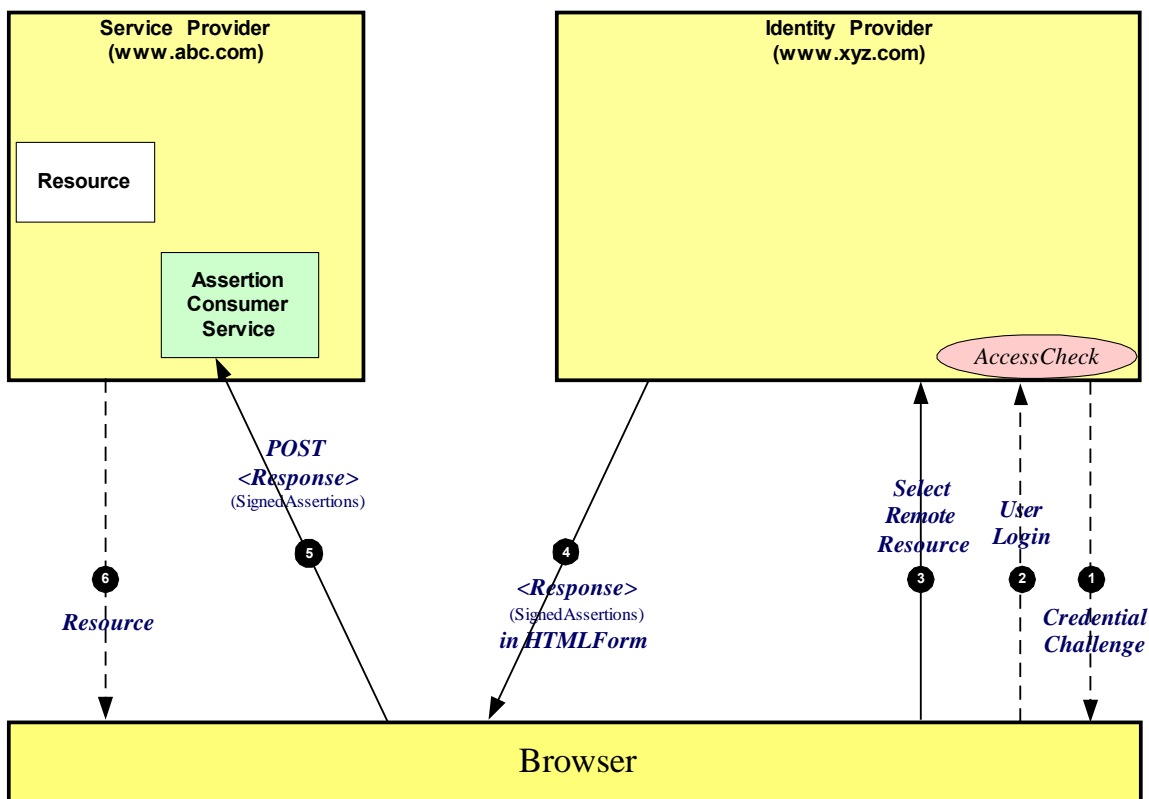 Service Provider
(www.abc.com)
Identity Provider
(www.xyz.com)
Resource
Assertion
Consumer
Service
AccessCheck
POST
<Response>
(SignedAssertions)
5
4
<Response>
(SignedAssertions)
in HTMLForm
Select
Remote
Resource
3
User
Login
2
1
Credential
Challenge
6
Resource
Browser